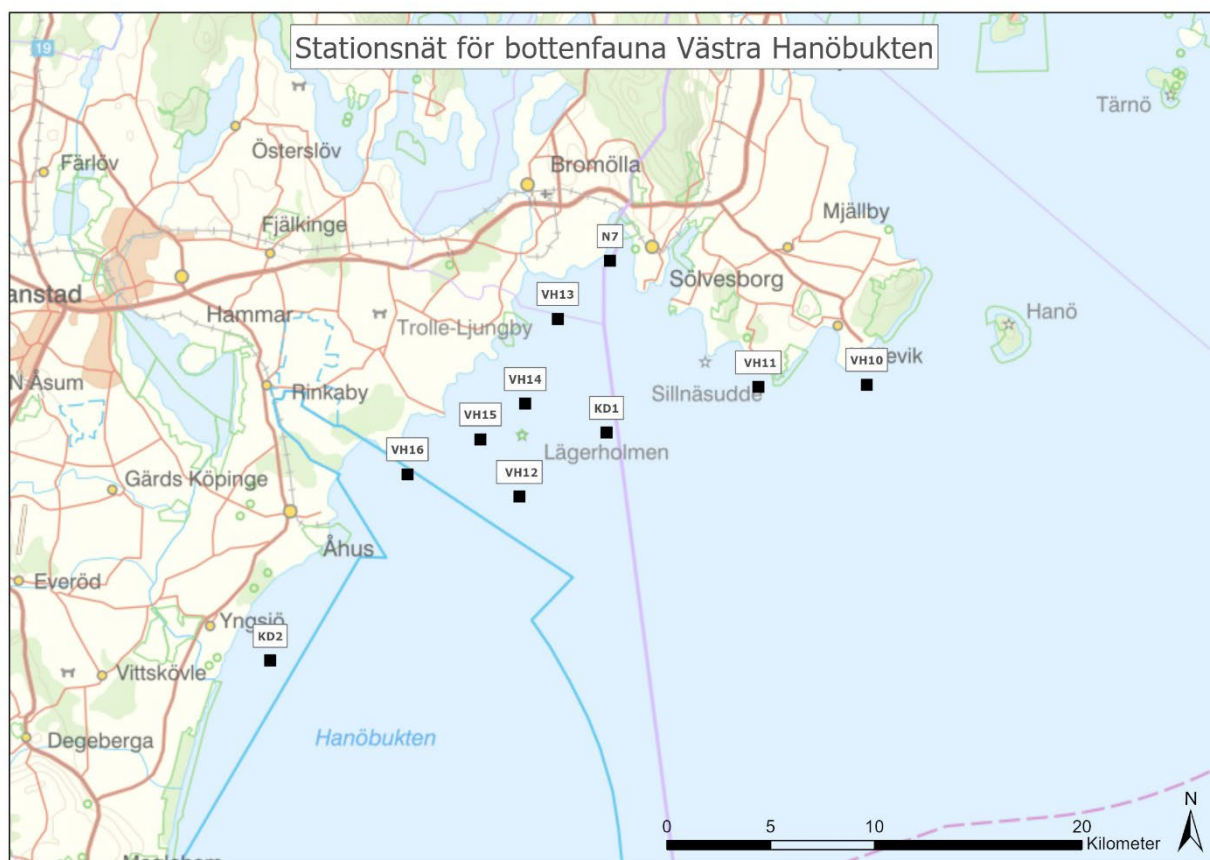 Stationsnät för bottenfauna Västra Hanöbukten
19
Tärnö
Österslöv
Färlöv
Bromölla
Fjälkinge
Mjällby
N7
anstad
Sölvesborg
VH13
Hammar
Trolle-Ljungby
Hanö
evik
VH11
VH10
N Åsum
Rinkaby
Sillnäsudde
VH14
VH15
KD1
Lägerholmen
VH16
VH12
Gärds Köpinge
Åhus
Everöd
Yngsjö
KD2
Vittskövle
Degeberga
Hanöbukten
N
0 5 10 20
Kilometer